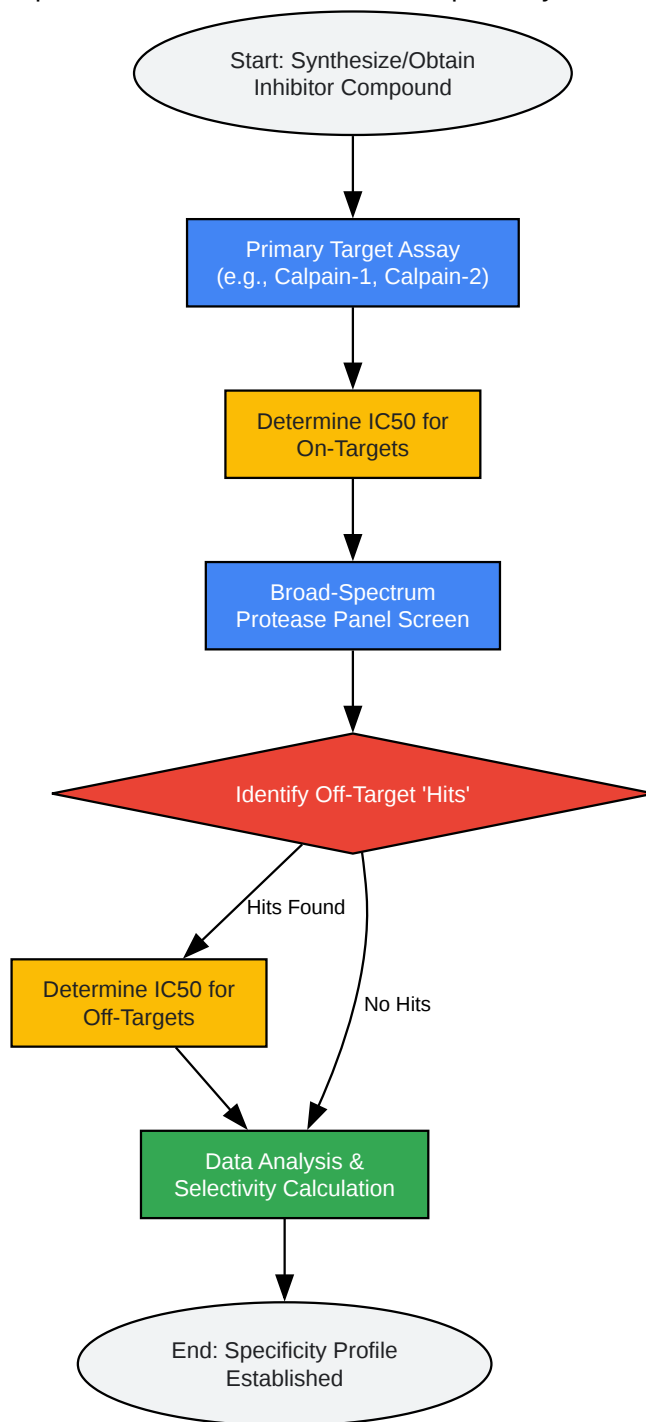 Start: Synthesize/Obtain
Inhibitor Compound
Primary Target Assay
(e.g., Calpain-1, Calpain-2)
Determine IC50 for
On-Targets
Broad-Spectrum
Protease Panel Screen
Identify Off-Target 'Hits'
Hits Found
Determine IC50 for
Off-Targets
No Hits
Data Analysis &
Selectivity Calculation
End: Specificity Profile
Established